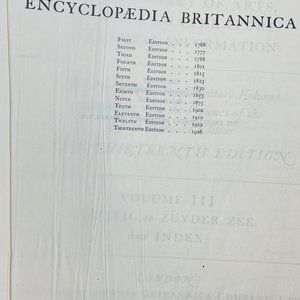 ENCYCLOPÆDIA BRITANNICA
FIRST EDITION . . . . 1768
SECOND EDITION . . . . 1777
THIRD EDITION . . . . 1788
FOURTH EDITION . . . . 1801
FIFTH EDITION . . . . 1815
SIXTH EDITION . . . . 1823
SEVENTH EDITION . . . . 1830
EIGHTH EDITION . . . . 1853
NINTH EDITION . . . . 1875
TENTH EDITION . . . . 1902
ELEVENTH EDITION . . . . 1910
TWELFTH EDITION . . . . 1922
THIRTEENTH EDITION . . . . 1926
THIRTEENTH EDITION
VOLUME III
to ZUYDER ZEE
and INDEX
LONDON